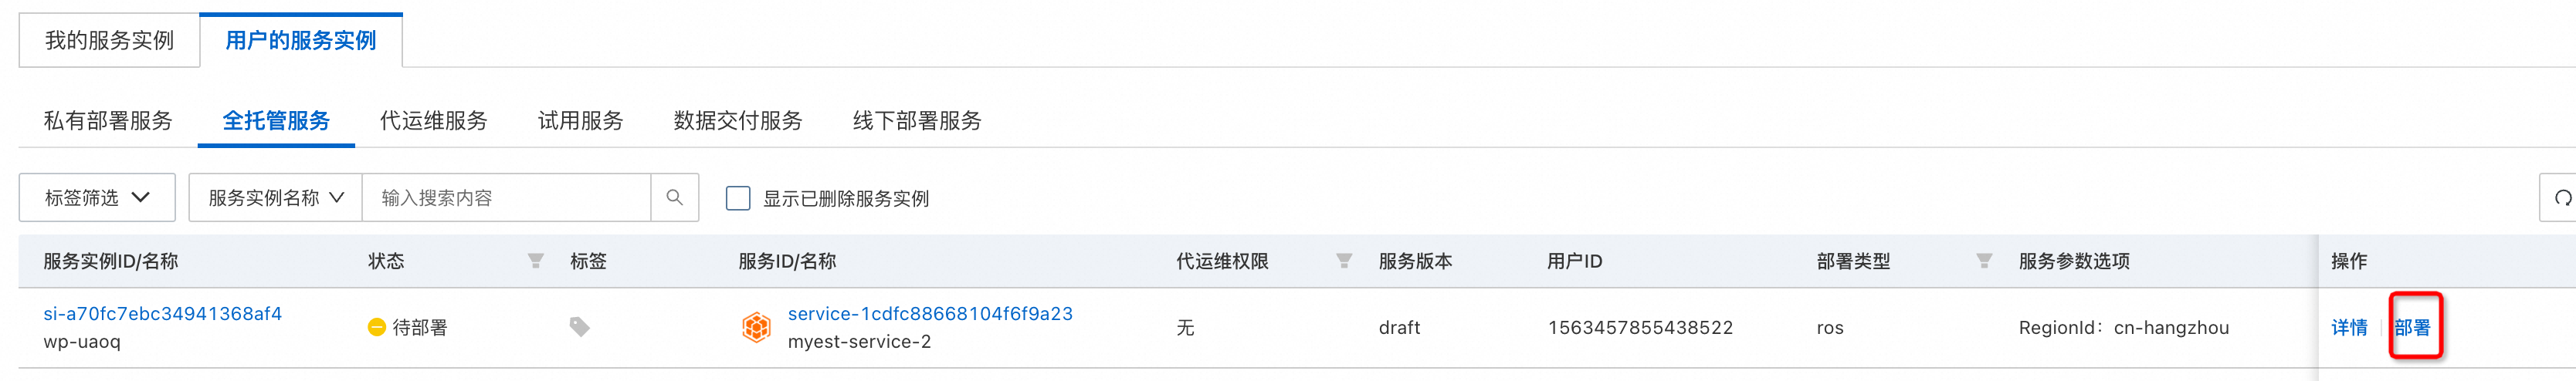 我的服务实例 用户的服务实例
私有部署服务 全托管服务 代运维服务 试用服务 数据交付服务 线下部署服务
标签筛选 服务实例名称 输入搜索内容 显示已删除服务实例
服务实例ID/名称 状态 标签 服务ID/名称 代运维权限 服务版本 用户ID 部署类型 服务参数选项 操作
si-a70fc7ebc34941368af4 service-1cdfc88668104f6f9a23
待部署 无 draft 1563457855438522 ros RegionId：cn-hangzhou 详情 部署
wp-uaoq myest-service-2